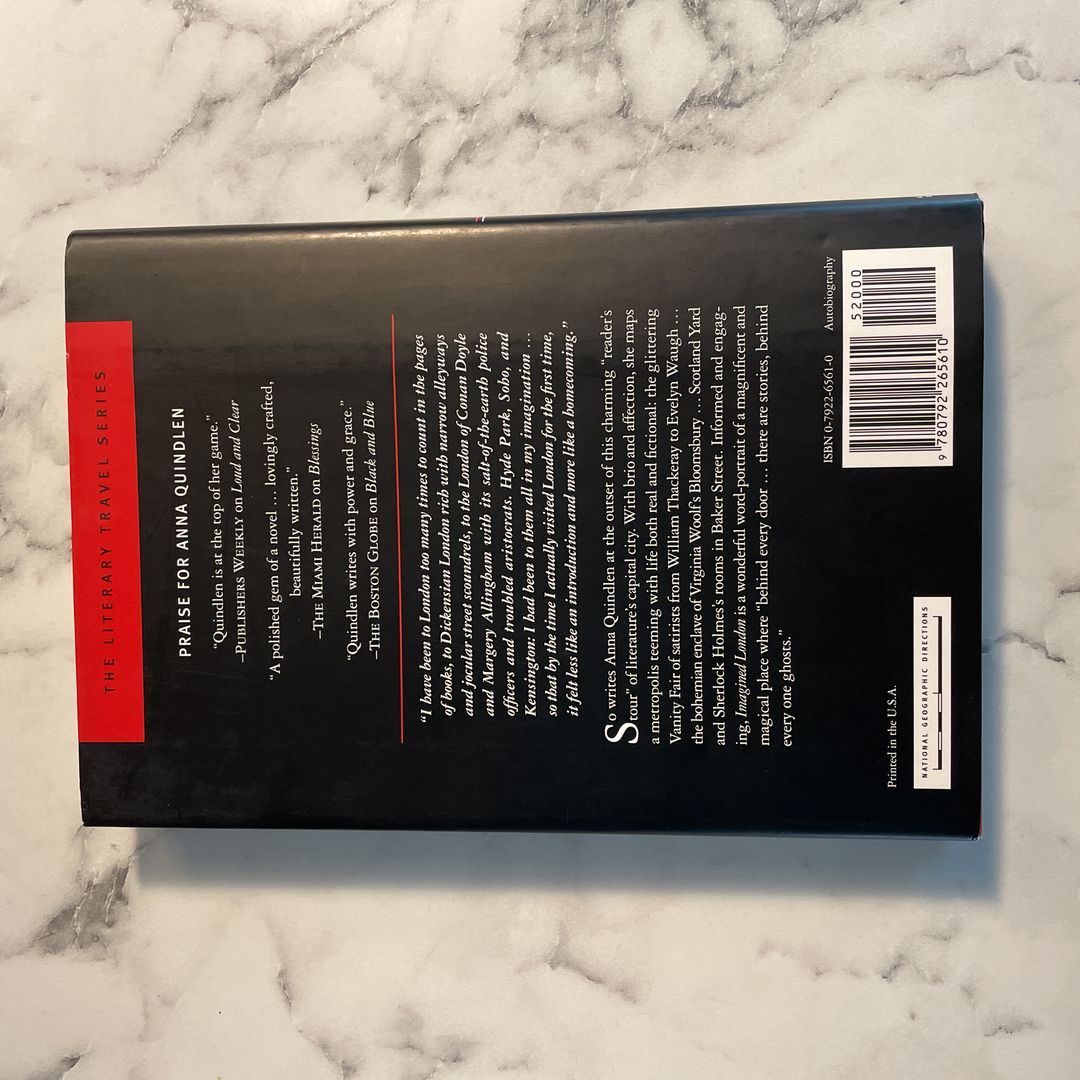 THE LITERARY TRAVEL SERIES
PRAISE FOR ANNA QUINDLEN
“Quindlen is at the top of her game.”
–PUBLISHERS WEEKLY on Loud and Clear
“A polished gem of a novel … lovingly crafted,
beautifully written.”
–THE MIAMI HERALD on Blessings
“Quindlen writes with power and grace.”
–THE BOSTON GLOBE on Black and Blue
“I have been to London too many times to count in the pages
of books, to Dickensian London rich with narrow alleyways
and jocular street scoundrels, to the London of Conan Doyle
and Margery Allingham with its salt-of-the-earth police
officers and troubled aristocrats. Hyde Park, Soho, and
Kensington: I had been to them all in my imagination …
so that by the time I actually visited London for the first time,
it felt less like an introduction and more like a homecoming.”
So writes Anna Quindlen at the outset of this charming “reader’s
tour” of literature’s capital city. With brio and affection, she maps
a metropolis teeming with life both real and fictional: the glittering
Vanity Fair of satirists from William Thackeray to Evelyn Waugh …
the bohemian enclave of Virginia Woolf’s Bloomsbury … Scotland Yard
and Sherlock Holmes’s rooms in Baker Street. Informed and engag-
ing, Imagined London is a wonderful word-portrait of a magnificent and
magical place where “behind every door … there are stories, behind
every one ghosts.”
Printed in the U.S.A.
NATIONAL GEOGRAPHIC DIRECTIONS
ISBN 0-7922-6561-0 Autobiography
52000
9 780792 265610